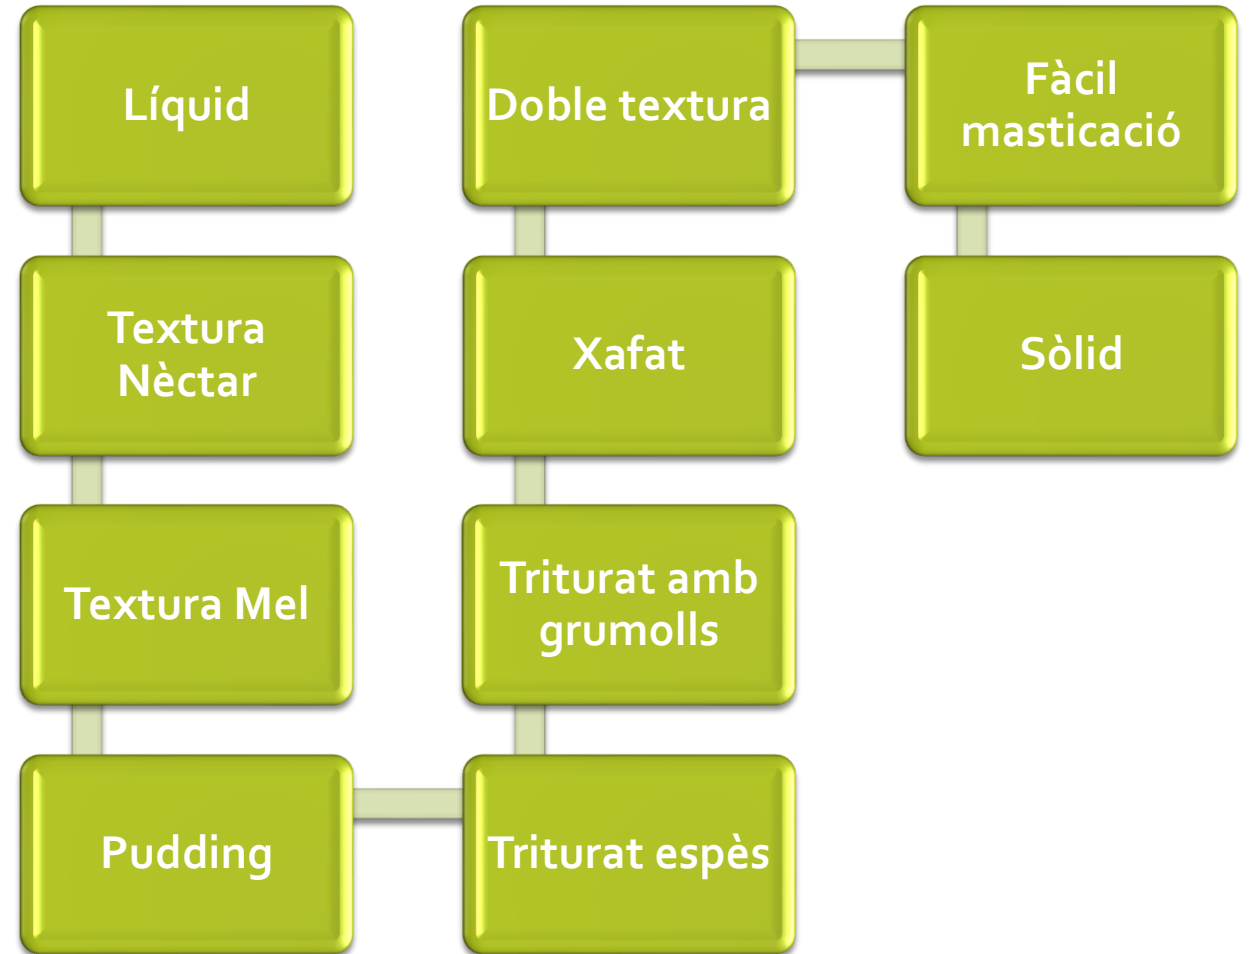 Líquid
Textura
Nèctar
Textura Mel
Pudding
Triturat espès
Triturat amb
grumolls
Xafat
Doble textura
Fàcil
masticació
Sòlid